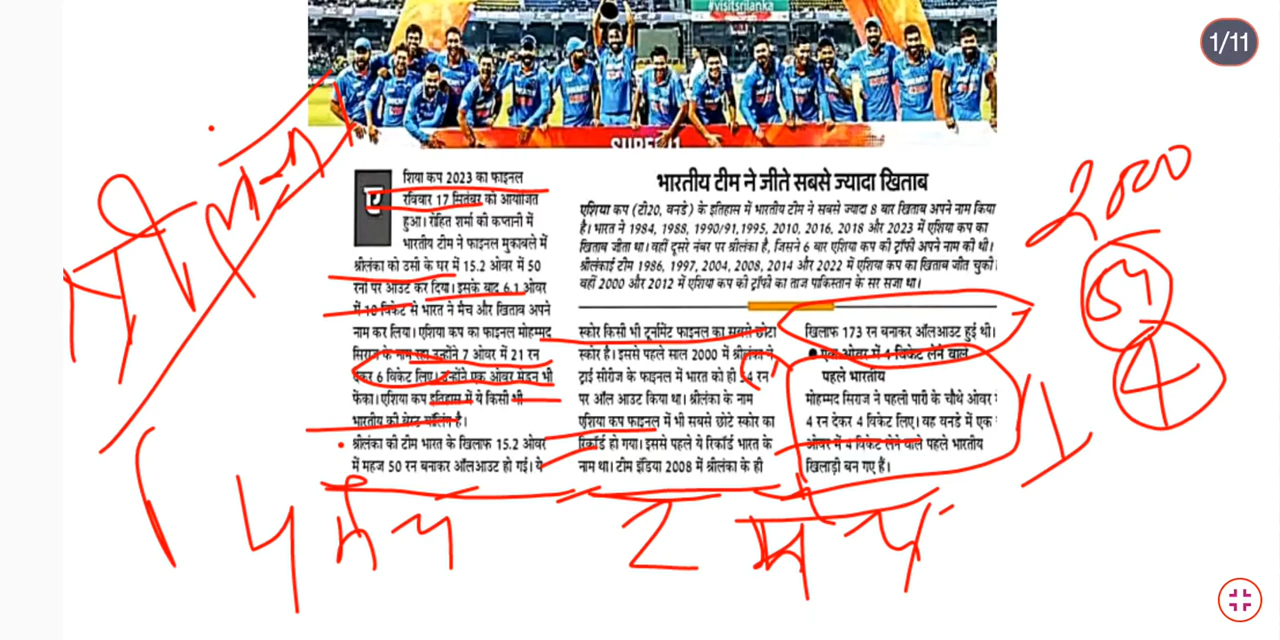 #visitsrilanka
SUPER11
1/11
एशिया कप 2023 का फाइनल
रविवार 17 सितंबर को आयोजित
हुआ। रोहित शर्मा की कप्तानी में
भारतीय टीम ने फाइनल मुकाबले में
श्रीलंका को उसी के घर में 15.2 ओवर में 50
रनों पर आउट कर दिया। इसके बाद 6.1 ओवर
में 10 विकेट से भारत ने मैच और खिताब अपने
नाम कर लिया। एशिया कप का फाइनल मोहम्मद
सिराज के नाम रहा उन्होंने 7 ओवर में 21 रन
देकर 6 विकेट लिए। उन्होंने एक ओवर मेडन भी
फेंका। एशिया कप इतिहास में ये किसी भी
भारतीय की बेस्ट बॉलिंग है।
श्रीलंका की टीम भारत के खिलाफ 15.2 ओवर
में महज 50 रन बनाकर ऑलआउट हो गई। ये
भारतीय टीम ने जीते सबसे ज्यादा खिताब
एशिया कप (टी20, वनडे) के इतिहास में भारतीय टीम ने सबसे ज्यादा 8 बार खिताब अपने नाम किया
है। भारत ने 1984, 1988, 1990/91,1995, 2010, 2016, 2018 और 2023 में एशिया कप का
खिताब जीता था। वहीं दूसरे नंबर पर श्रीलंका है, जिसने 6 बार एशिया कप की ट्रॉफी अपने नाम की थी।
श्रीलंकाई टीम 1986, 1997, 2004, 2008, 2014 और 2022 में एशिया कप का खिताब जीत चुकी।
वहीं 2000 और 2012 में एशिया कप की ट्रॉफी का ताज पाकिस्तान के सर सजा था।
स्कोर किसी भी टूर्नामेंट फाइनल का सबसे छोटा
स्कोर है। इससे पहले साल 2000 में श्रीलंका ने
ट्राई सीरीज के फाइनल में भारत को ही 54 रन
पर ऑल आउट किया था। श्रीलंका के नाम
एशिया कप फाइनल में भी सबसे छोटे स्कोर का
रिकॉर्ड हो गया। इससे पहले ये रिकॉर्ड भारत के
नाम था। टीम इंडिया 2008 में श्रीलंका के ही
खिलाफ 173 रन बनाकर ऑलआउट हुई थी।
● एक ओवर में 4 विकेट लेने वाले
पहले भारतीय
मोहम्मद सिराज ने पहली पारी के चौथे ओवर
4 रन देकर 4 विकेट लिए। वह वनडे में एक
ओवर में 4 विकेट लेने वाले पहले भारतीय
खिलाड़ी बन गए हैं।
2000
4
1
2